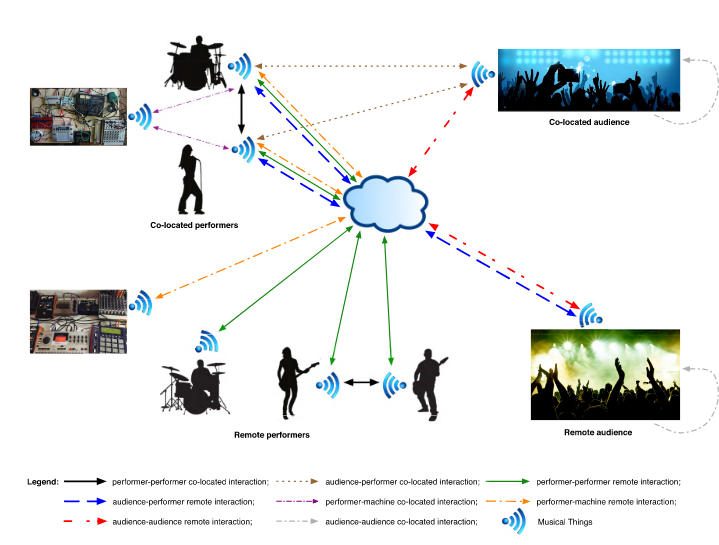 Co-located audience
Co-located performers
Remote performers
Remote audience
Legend: performer-performer co-located interaction; audience-performer co-located interaction; performer-performer remote interaction;
audience-performer remote interaction; performer-machine co-located interaction; performer-machine remote interaction;
audience-audience remote interaction; audience-audience co-located interaction; Musical Things